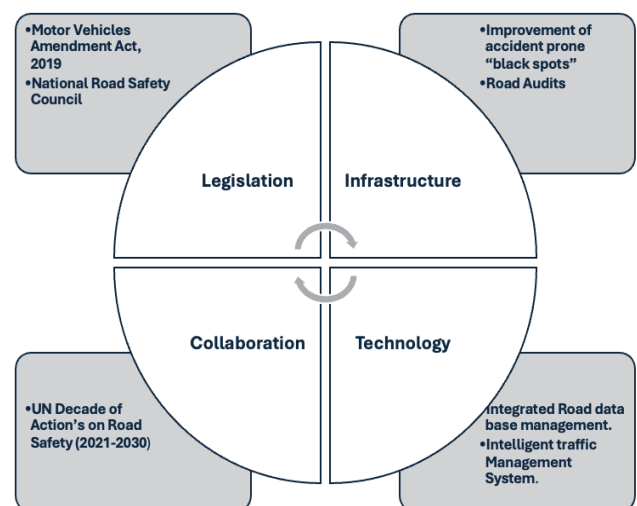 •Motor Vehicles
Amendment Act,
2019
•National Road Safety
Council
•Improvement of
accident prone
“black spots”
•Road Audits
Legislation
Infrastructure
Collaboration
Technology
•UN Decade of
Action’s on Road
Safety (2021-2030)
Integrated Road data
base management.
•Intelligent traffic
Management
System.